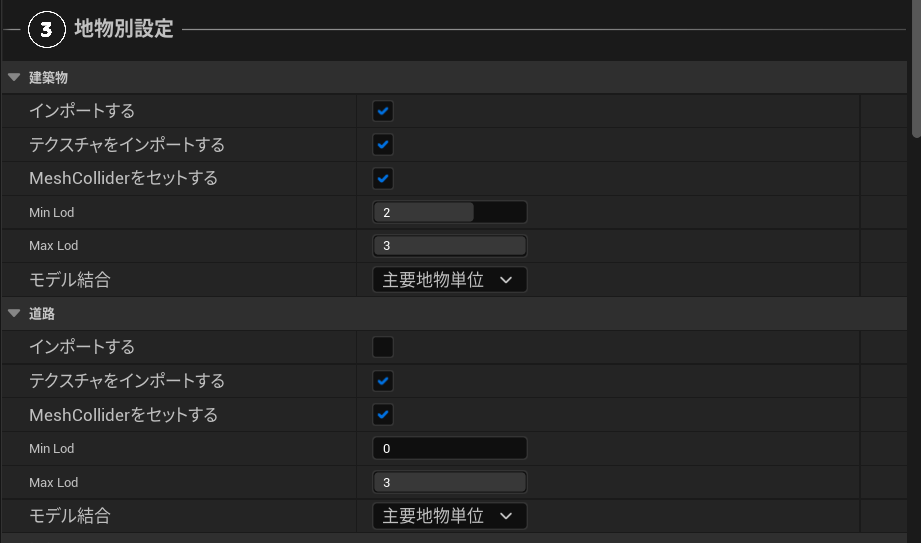 3 地物別設定
建築物
インポートする
テクスチャをインポートする
MeshColliderをセットする
Min Lod 2
Max Lod 3
モデル結合 主要地物単位
道路
インポートする
テクスチャをインポートする
MeshColliderをセットする
Min Lod 0
Max Lod 3
モデル結合 主要地物単位